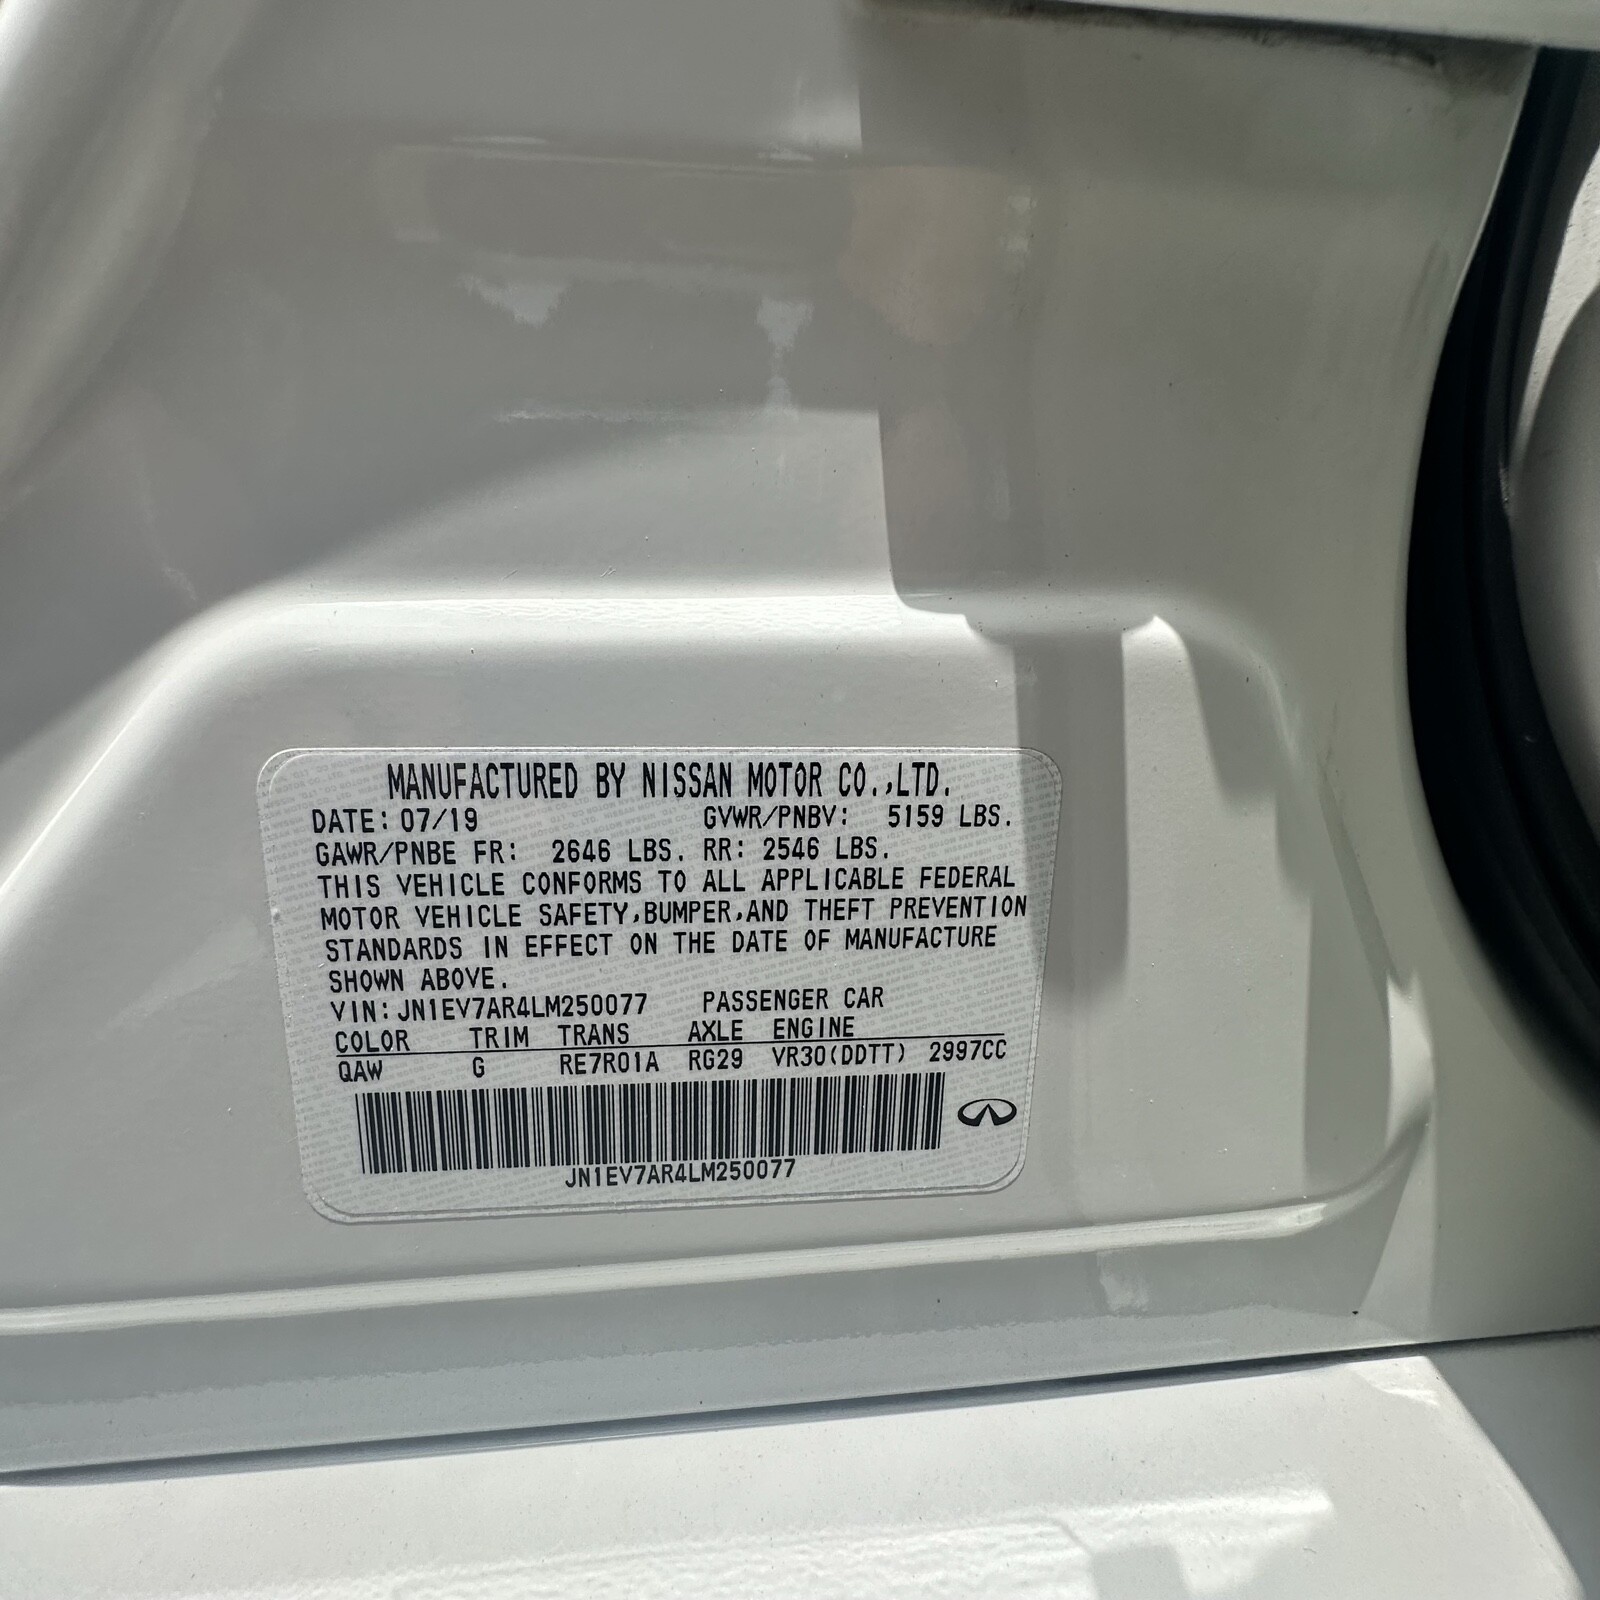 MANUFACTURED BY NISSAN MOTOR CO.,LTD.
DATE: 07/19 GVWR/PNBV: 5159 LBS.
GAWR/PNBE FR: 2646 LBS. RR: 2546 LBS.
THIS VEHICLE CONFORMS TO ALL APPLICABLE FEDERAL
MOTOR VEHICLE SAFETY,BUMPER,AND THEFT PREVENTION
STANDARDS IN EFFECT ON THE DATE OF MANUFACTURE
SHOWN ABOVE.
VIN:JN1EV7AR4LM250077 PASSENGER CAR
COLOR TRIM TRANS AXLE ENGINE
QAW G RE7R01A RG29 VR30(DDTT) 2997CC
JN1EV7AR4LM250077